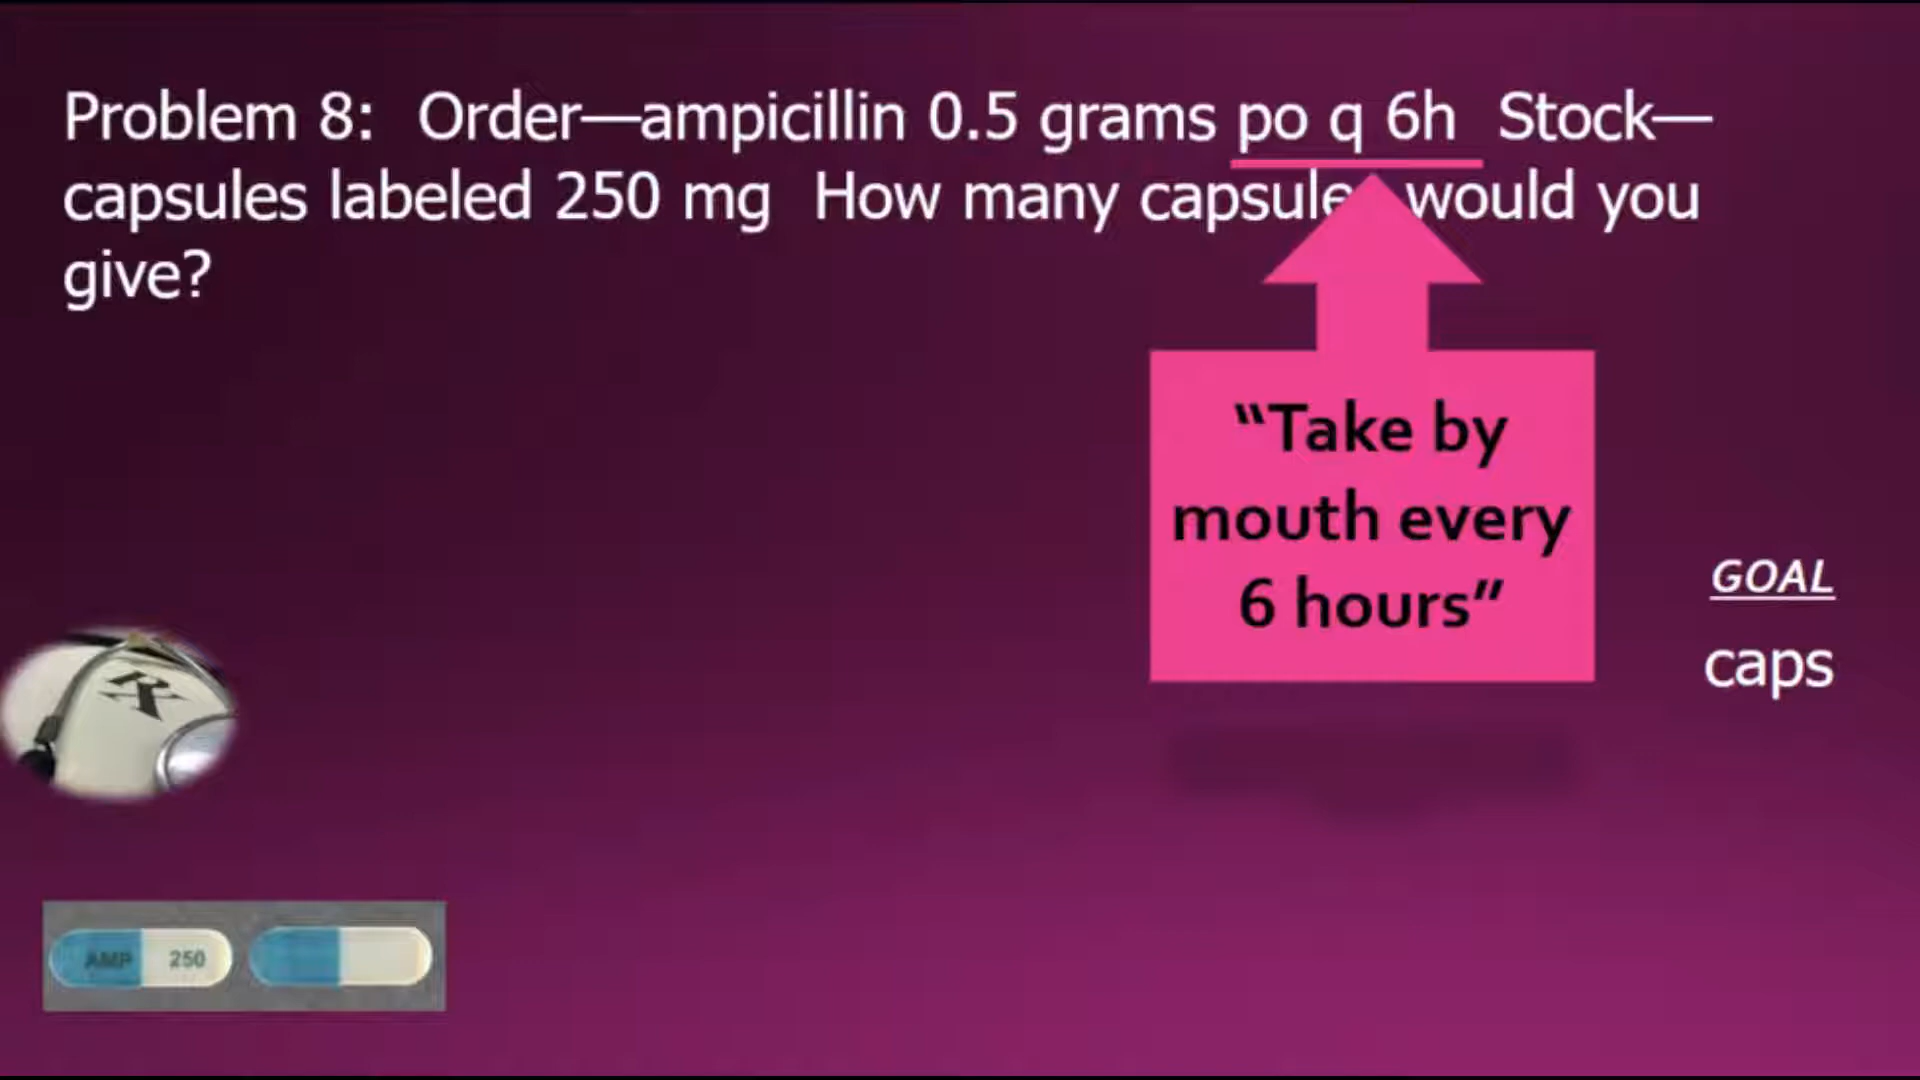 Problem 8: Order—ampicillin 0.5 grams po q 6h Stock—
capsules labeled 250 mg How many capsule would you
give?
“Take by
mouth every
6 hours”
GOAL
caps
Rx
AMP 250